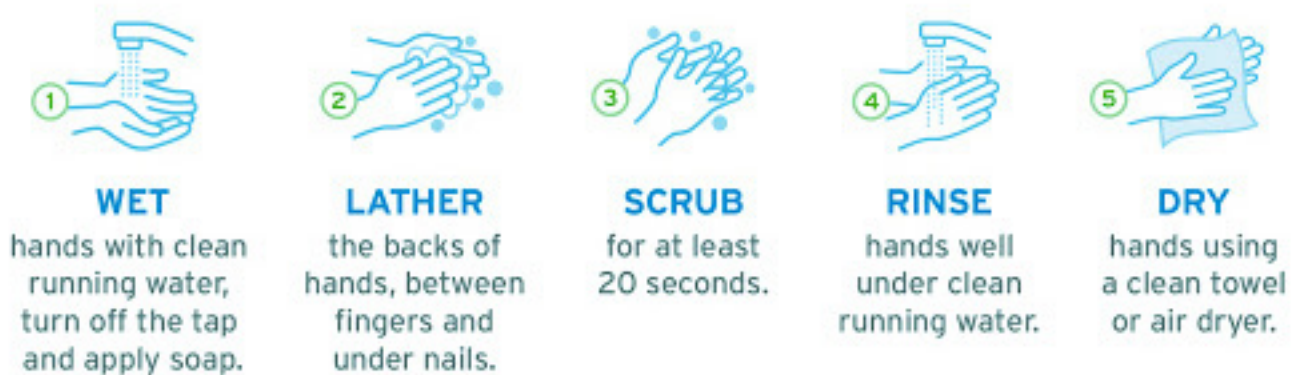 1
WET
hands with clean
running water,
turn off the tap
and apply soap.
2
LATHER
the backs of
hands, between
fingers and
under nails.
3
SCRUB
for at least
20 seconds.
4
RINSE
hands well
under clean
running water.
5
DRY
hands using
a clean towel
or air dryer.